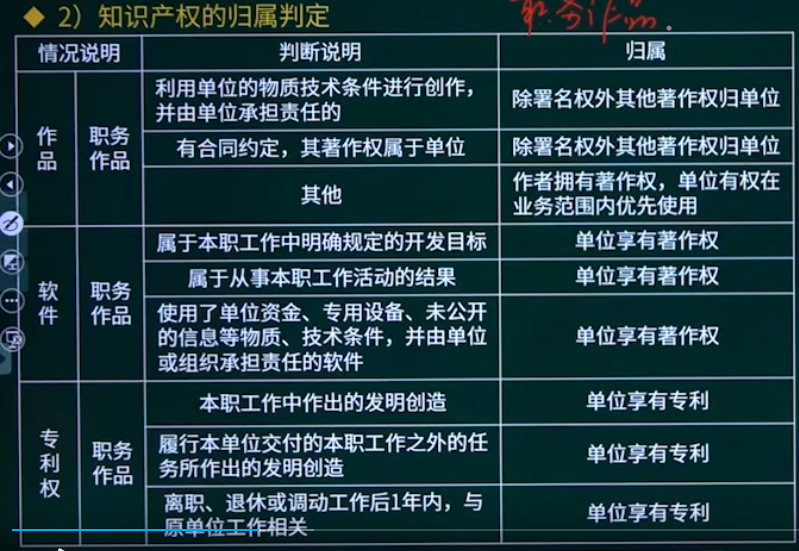 ◆ 2）知识产权的归属判定
职务作品.
情况说明 判断说明 归属
作品 职务作品
利用单位的物质技术条件进行创作，
并由单位承担责任的
除署名权外其他著作权归单位
有合同约定，其著作权属于单位
除署名权外其他著作权归单位
其他
作者拥有著作权，单位有权在
业务范围内优先使用
软件 职务作品
属于本职工作中明确规定的开发目标
单位享有著作权
属于从事本职工作活动的结果
单位享有著作权
使用了单位资金、专用设备、未公开
的信息等物质、技术条件，并由单位
或组织承担责任的软件
单位享有著作权
专利权 职务作品
本职工作中作出的发明创造
单位享有专利
履行本单位交付的本职工作之外的任
务所作出的发明创造
单位享有专利
离职、退休或调动工作后1年内，与
原单位工作相关
单位享有专利